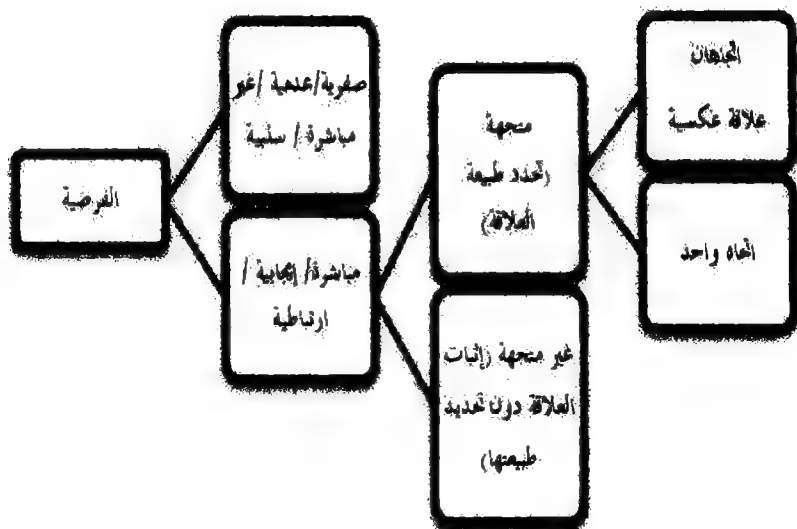 الفرضية
صفرية/عدمية /غير
مباشرة / سلبية
مباشرة/ إيجابية /
ارتباطية
متجهة
(تحدد طبيعة
العلاقة)
غير متجهة (إثبات
العلاقة دون تحديد
طبيعتها)
اتجاهان
علاقة عكسية
اتجاه واحد